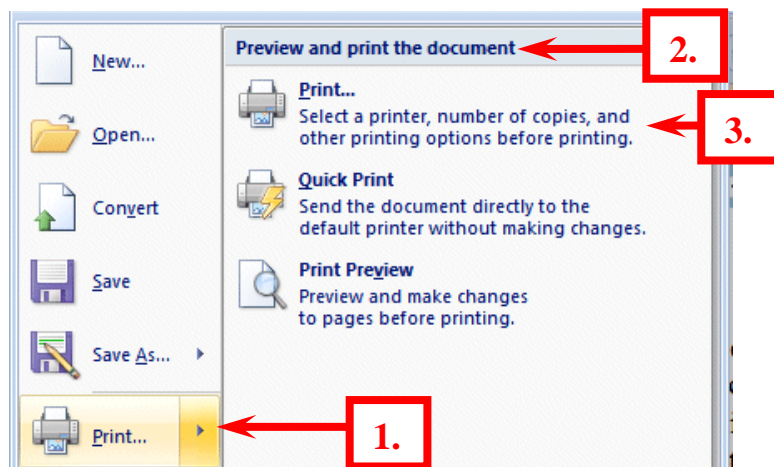 New...
Open...
Convert
Save
Save As...
Print...
1.
Preview and print the document
2.
Print...
Select a printer, number of copies, and
other printing options before printing.
3.
Quick Print
Send the document directly to the
default printer without making changes.
Print Preview
Preview and make changes
to pages before printing.